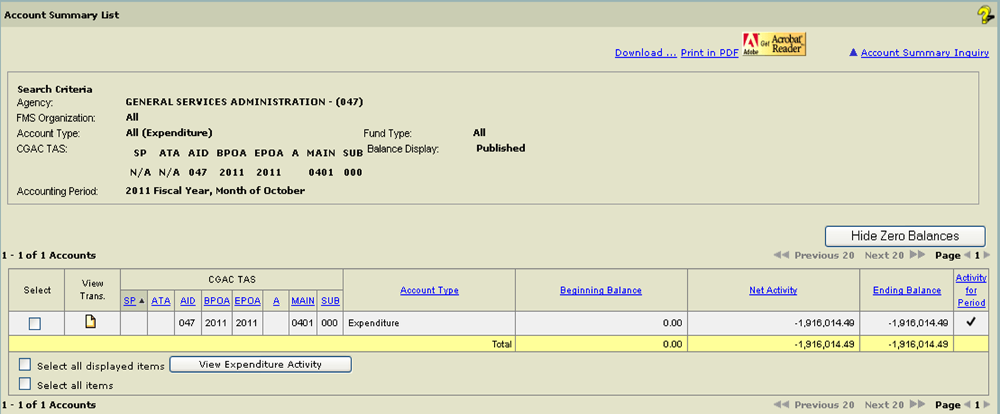 Account Summary List
Download ... Print in PDF Adobe Get Acrobat Reader Account Summary Inquiry
Search Criteria
Agency: GENERAL SERVICES ADMINISTRATION - (047)
FMS Organization: All
Account Type: All (Expenditure) Fund Type: All
CGAC TAS: SP ATA AID BPOA EPOA A MAIN SUB Balance Display: Published
N/A N/A 047 2011 2011 0401 000
Accounting Period: 2011 Fiscal Year, Month of October
Hide Zero Balances
1 - 1 of 1 Accounts Previous 20 Next 20 Page 1
Select View Trans. CGAC TAS Account Type Beginning Balance Net Activity Ending Balance Activity for Period
SP ATA AID BPOA EPOA A MAIN SUB
047 2011 2011 0401 000 Expenditure 0.00 -1,916,014.49 -1,916,014.49
Total 0.00 -1,916,014.49 -1,916,014.49
Select all displayed items View Expenditure Activity
Select all items
1 - 1 of 1 Accounts Previous 20 Next 20 Page 1